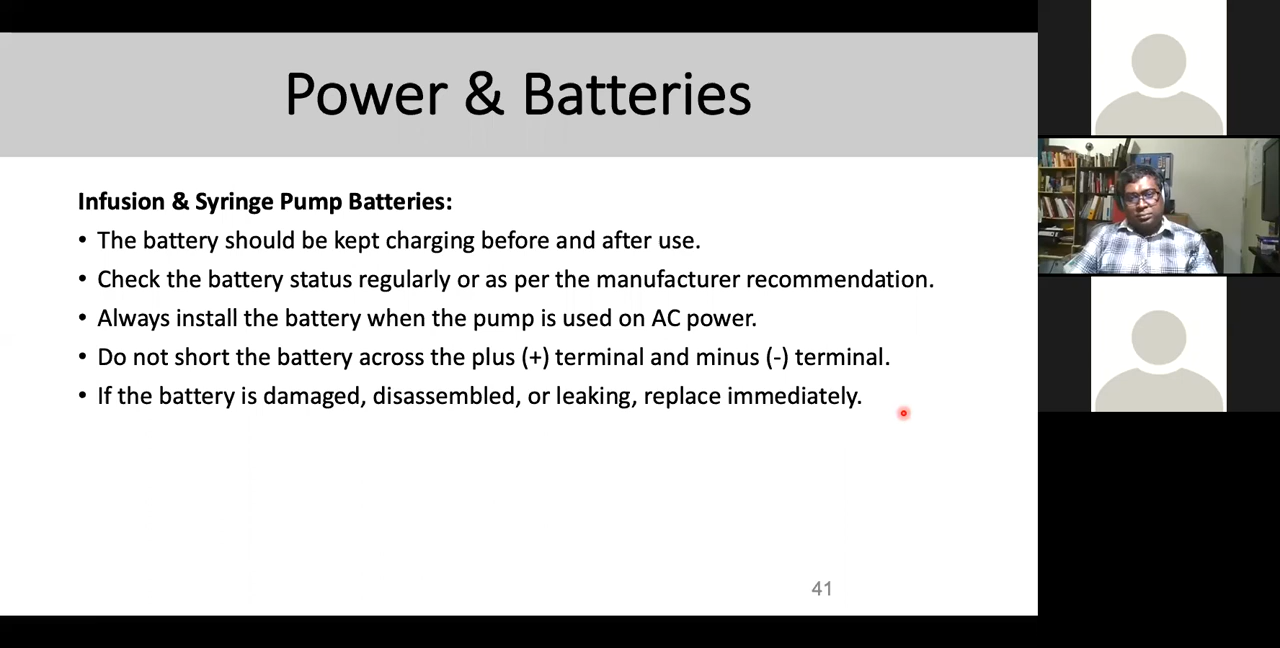 Power & Batteries
Infusion & Syringe Pump Batteries:
• The battery should be kept charging before and after use.
• Check the battery status regularly or as per the manufacturer recommendation.
• Always install the battery when the pump is used on AC power.
• Do not short the battery across the plus (+) terminal and minus (-) terminal.
• If the battery is damaged, disassembled, or leaking, replace immediately.
41